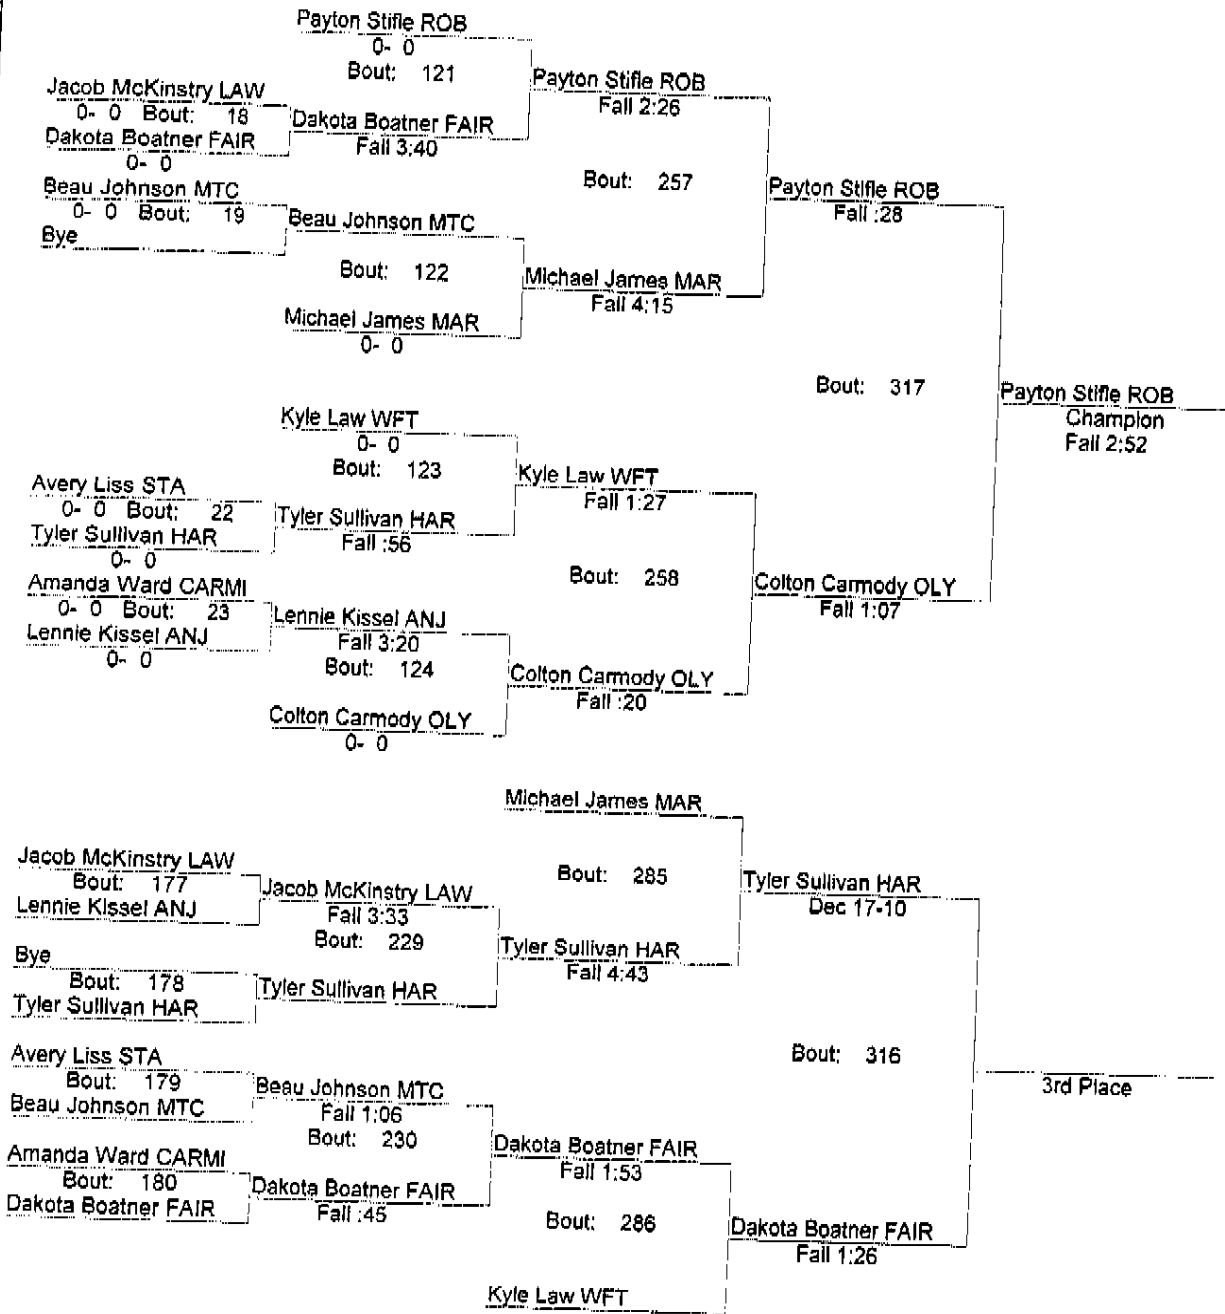 Payton Stifle ROB
0- 0
Bout: 121
Payton Stifle ROB
Fall 2:26
Jacob McKinstry LAW
0- 0 Bout: 18
Dakota Boatner FAIR
0- 0
Dakota Boatner FAIR
Fall 3:40
Bout: 257
Payton Stifle ROB
Fall :28
Beau Johnson MTC
0- 0 Bout: 19
Bye
Beau Johnson MTC
Bout: 122
Michael James MAR
Fall 4:15
Michael James MAR
0- 0
Bout: 317
Payton Stifle ROB
Champion
Fall 2:52
Kyle Law WFT
0- 0
Bout: 123
Kyle Law WFT
Fall 1:27
Avery Liss STA
0- 0 Bout: 22
Tyler Sullivan HAR
0- 0
Tyler Sullivan HAR
Fall :56
Bout: 258
Colton Carmody OLY
Fall 1:07
Amanda Ward CARMI
0- 0 Bout: 23
Lennie Kissel ANJ
0- 0
Lennie Kissel ANJ
Fall 3:20
Bout: 124
Colton Carmody OLY
Fall :20
Colton Carmody OLY
0- 0
Michael James MAR
Bout: 285
Tyler Sullivan HAR
Dec 17-10
Jacob McKinstry LAW
Bout: 177
Lennie Kissel ANJ
Jacob McKinstry LAW
Fall 3:33
Bout: 229
Tyler Sullivan HAR
Fall 4:43
Bye
Bout: 178
Tyler Sullivan HAR
Tyler Sullivan HAR
Bout: 316
3rd Place
Avery Liss STA
Bout: 179
Beau Johnson MTC
Beau Johnson MTC
Fall 1:06
Bout: 230
Dakota Boatner FAIR
Fall 1:53
Amanda Ward CARMI
Bout: 180
Dakota Boatner FAIR
Dakota Boatner FAIR
Fall :45
Bout: 286
Dakota Boatner FAIR
Fall 1:26
Kyle Law WFT